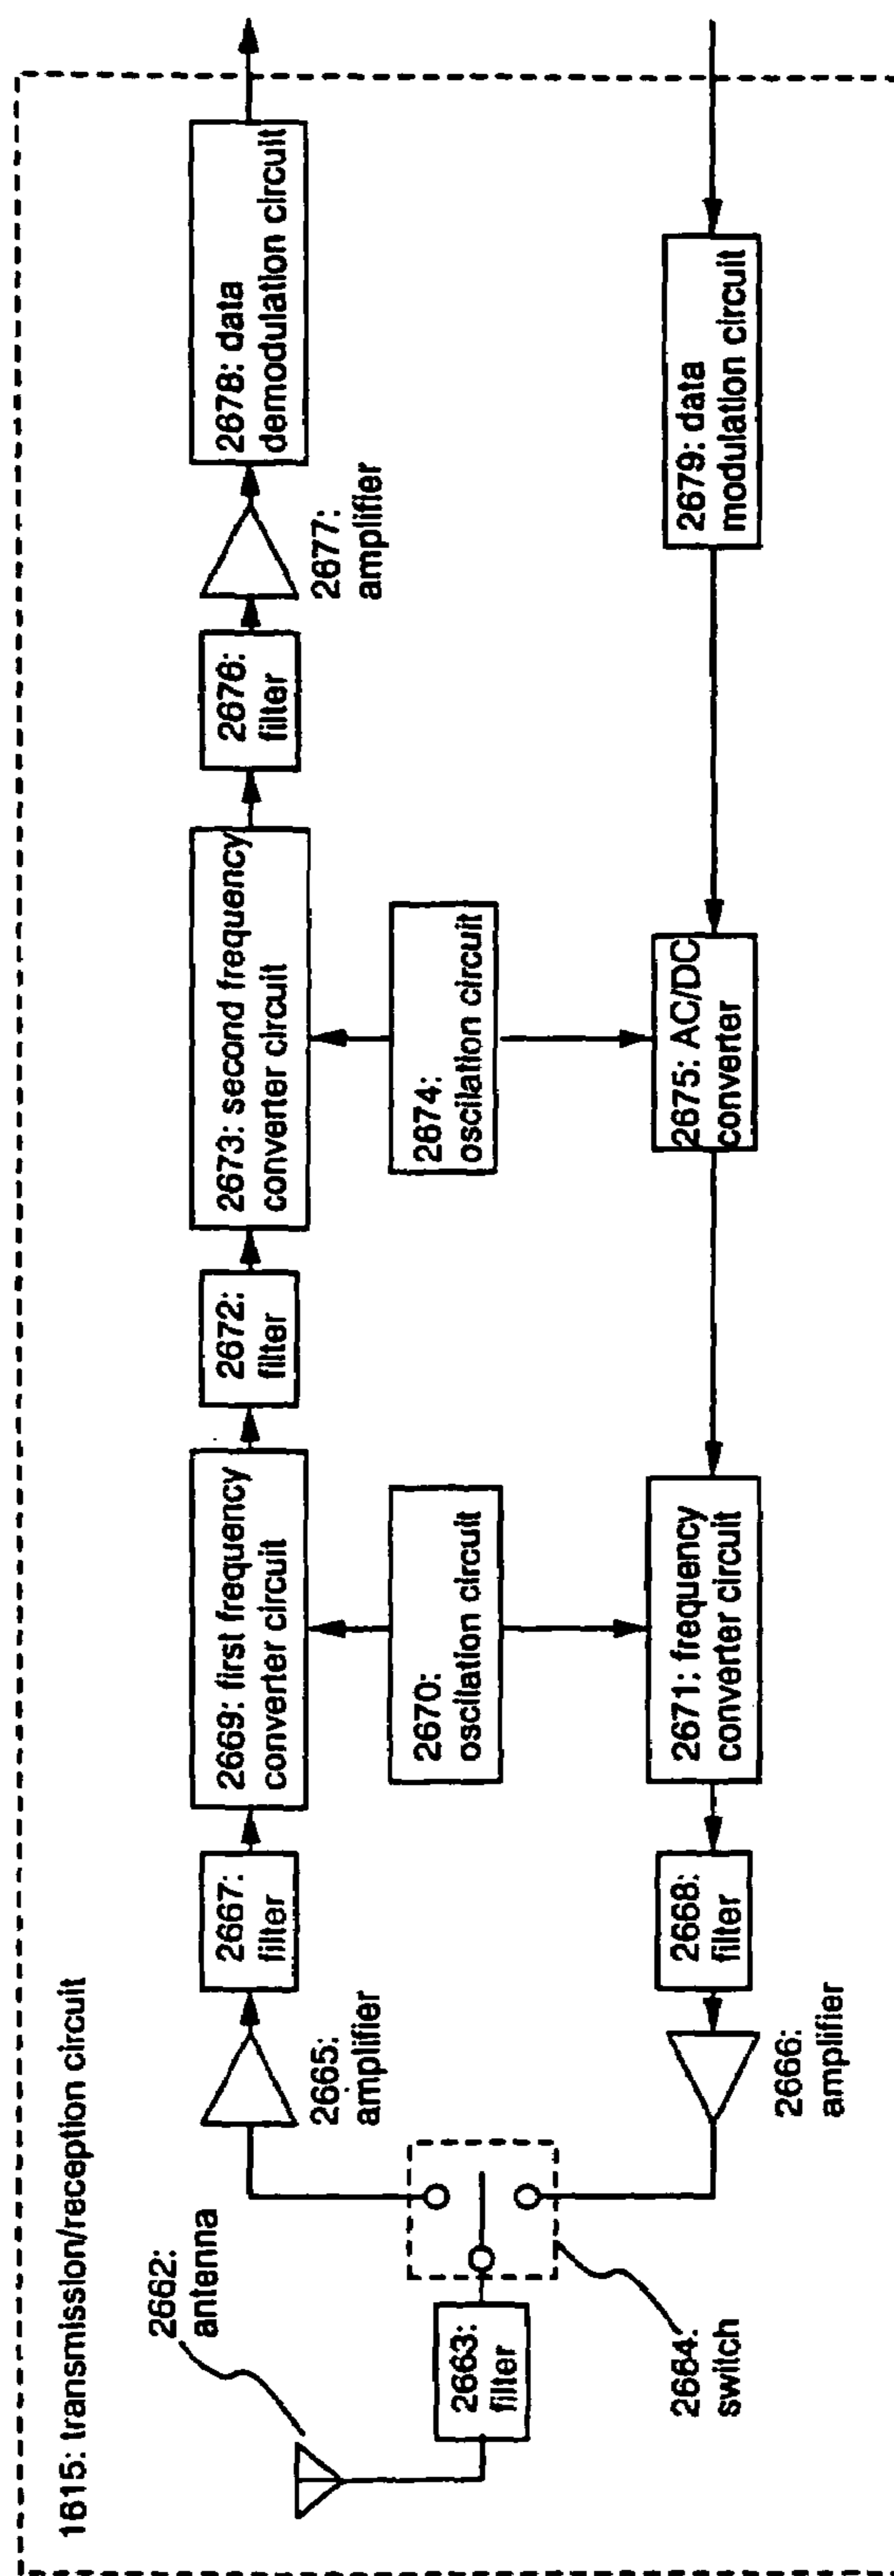 1615: transmission/reception circuit
2662:
antenna
2663:
filter
2664:
switch
2665:
amplifier
2667:
filter
2669: first frequency
converter circuit
2672:
filter
2673: second frequency
converter circuit
2676:
filter
2677:
amplifier
2678: data
demodulation circuit
2670:
oscilation circuit
2674:
oscilation circuit
2666:
amplifier
2668:
filter
2671: frequency
converter circuit
2675: AC/DC
converter
2679: data
modulation circuit